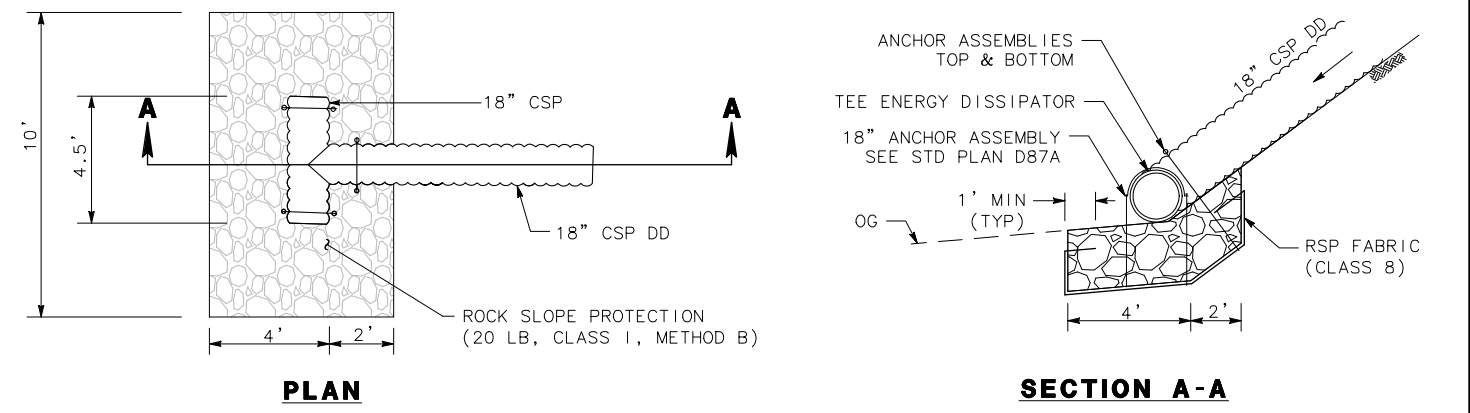 10'
4.5'
A
A
18" CSP
18" CSP DD
ROCK SLOPE PROTECTION
(20 LB, CLASS 1, METHOD B)
4'
2'
PLAN
ANCHOR ASSEMBLIES
TOP & BOTTOM
18" CSP DD
TEE ENERGY DISSIPATOR
18" ANCHOR ASSEMBLY
SEE STD PLAN D87A
1' MIN
(TYP)
OG
RSP FABRIC
(CLASS 8)
4'
2'
SECTION A-A